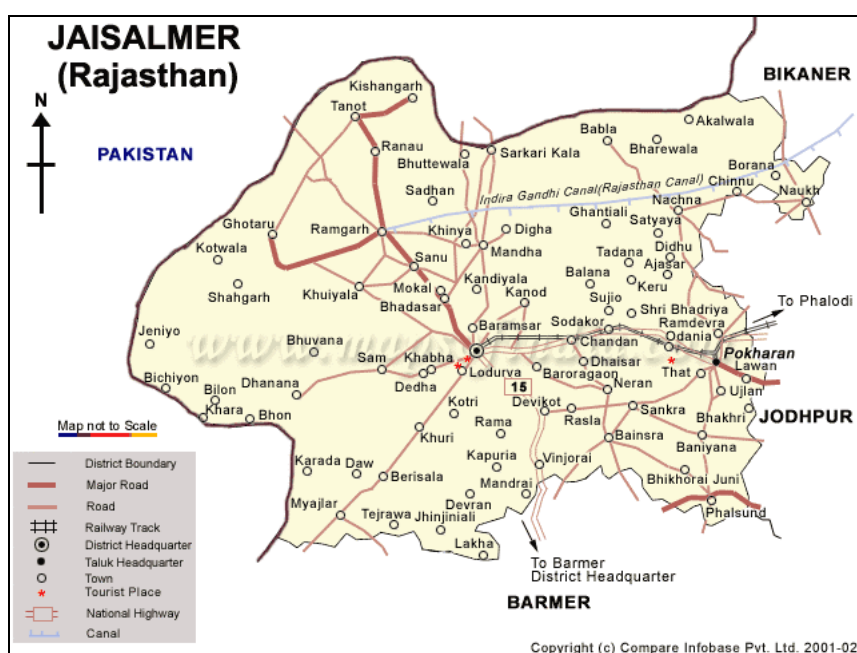 JAISALMER
(Rajasthan)
N
PAKISTAN
BIKANER
Kishangarh
Tanot
Akalwala
Babla
Ranau
Bhuttewala
Sarkari Kala
Bharewala
Borana
Sadhan
Indira Gandhi Canal(Rajasthan Canal)
Chinnu
Nachna
Naukh
Ghotaru
Ramgarh
Khinya
Digha
Ghantiali
Satyaya
Mandha
Kotwala
Sanu
Tadana
Didhu
Ajasar
Shahgarh
Khuiyala
Mokal
Kandiyala
Balana
Keru
Bhadasar
Kanod
Sujio
Shri Bhadriya
To Phalodi
Baramsar
Sodakor
Ramdevra
Odania
Jeniyo
Bhuvana
Chandan
Pokharan
www.mapsofindia.com
Sam
Khabha
Lodurva
Dhaisar
That
Lawan
Bichiyon
Dedha
Baroragaon
Bilon
Dhanana
15
Neran
Ujlan
Khara
Bhon
Kotri
Devikot
Rasla
Sankra
Bhakhri
JODHPUR
Map not to Scale
Khuri
Rama
Bainsra
Baniyana
Karada
Daw
Berisala
Kapuria
Vinjorai
Bhikhorai Juni
Mandrai
Myajlar
Devran
Phalsund
Tejrawa
Jhinjiniali
Lakha
To Barmer
District Headquarter
BARMER
District Boundary
Major Road
Road
Railway Track
District Headquarter
Taluk Headquarter
Town
Tourist Place
National Highway
Canal
Copyright (c) Compare Infobase Pvt. Ltd. 2001-02